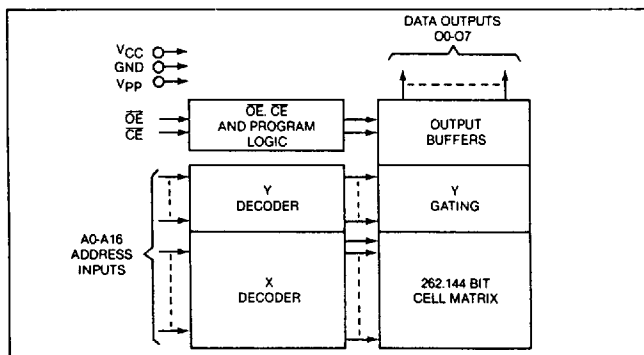 DATA OUTPUTS
O0-O7
VCC
GND
VPP
OE
CE
OE. CE
AND PROGRAM
LOGIC
OUTPUT
BUFFERS
Y
DECODER
Y
GATING
A0-A16
ADDRESS
INPUTS
X
DECODER
262.144 BIT
CELL MATRIX